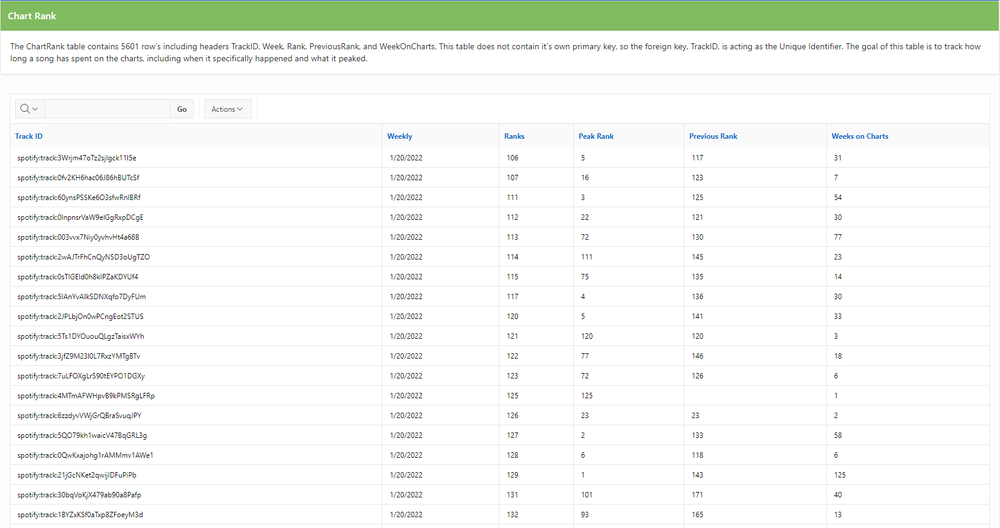 Chart Rank
The ChartRank table contains 5601 row’s including headers TrackID, Week, Rank, PreviousRank, and WeekOnCharts. This table does not contain it’s own primary key, so the foreign key, TrackID, is acting as the Unique Identifier. The goal of this table is to track how
long a song has spent on the charts, including when it specifically happened and what it peaked.
Go Actions
Track ID Weekly Ranks Peak Rank Previous Rank Weeks on Charts
spotify:track:3Wrjm47oTz2sjIgck11l5e 1/20/2022 106 5 117 31
spotify:track:0fv2KH6hac06J86hBUTcSf 1/20/2022 107 16 123 7
spotify:track:60ynsPSSKe6O3sfwRnIBRf 1/20/2022 111 3 125 54
spotify:track:0InpnsrVaW9eIGgRxpDCgE 1/20/2022 112 22 121 30
spotify:track:003vvx7Niy0yvhvHt4a68B 1/20/2022 113 72 130 77
spotify:track:2wAJTrFhCnQyNSD3oUgTZO 1/20/2022 114 111 145 23
spotify:track:0sTlGEld0h8kIPZaKDYUf4 1/20/2022 115 75 135 14
spotify:track:5IAnYvAIkSDNXqfo7DyFUm 1/20/2022 117 4 136 30
spotify:track:2JPLbjOn0wPCngEot2STUS 1/20/2022 120 5 141 33
spotify:track:5Ts1DYOuouQLgzTaisxWYh 1/20/2022 121 120 120 3
spotify:track:3jfZ9M23l0L7RxzYMTgBTv 1/20/2022 122 77 146 18
spotify:track:7uLFOXgLrS90tEYPO1DGXy 1/20/2022 123 72 126 6
spotify:track:4MTmAFWHpvB9kPMSRgLFRp 1/20/2022 125 125 1
spotify:track:6zzdyvVWjGrQBraSvuqJPY 1/20/2022 126 23 23 2
spotify:track:5QO79kh1waicV47BqGRL3g 1/20/2022 127 2 133 58
spotify:track:0QwKxajohg1rAMMmv1AWe1 1/20/2022 128 6 118 6
spotify:track:21jGcNKet2qwijlDFuPiPb 1/20/2022 129 1 143 125
spotify:track:30bqVoKjX479ab90a8Pafp 1/20/2022 131 101 171 40
spotify:track:1BYZxKSf0aTxp8ZFoeyM3d 1/20/2022 132 93 165 13